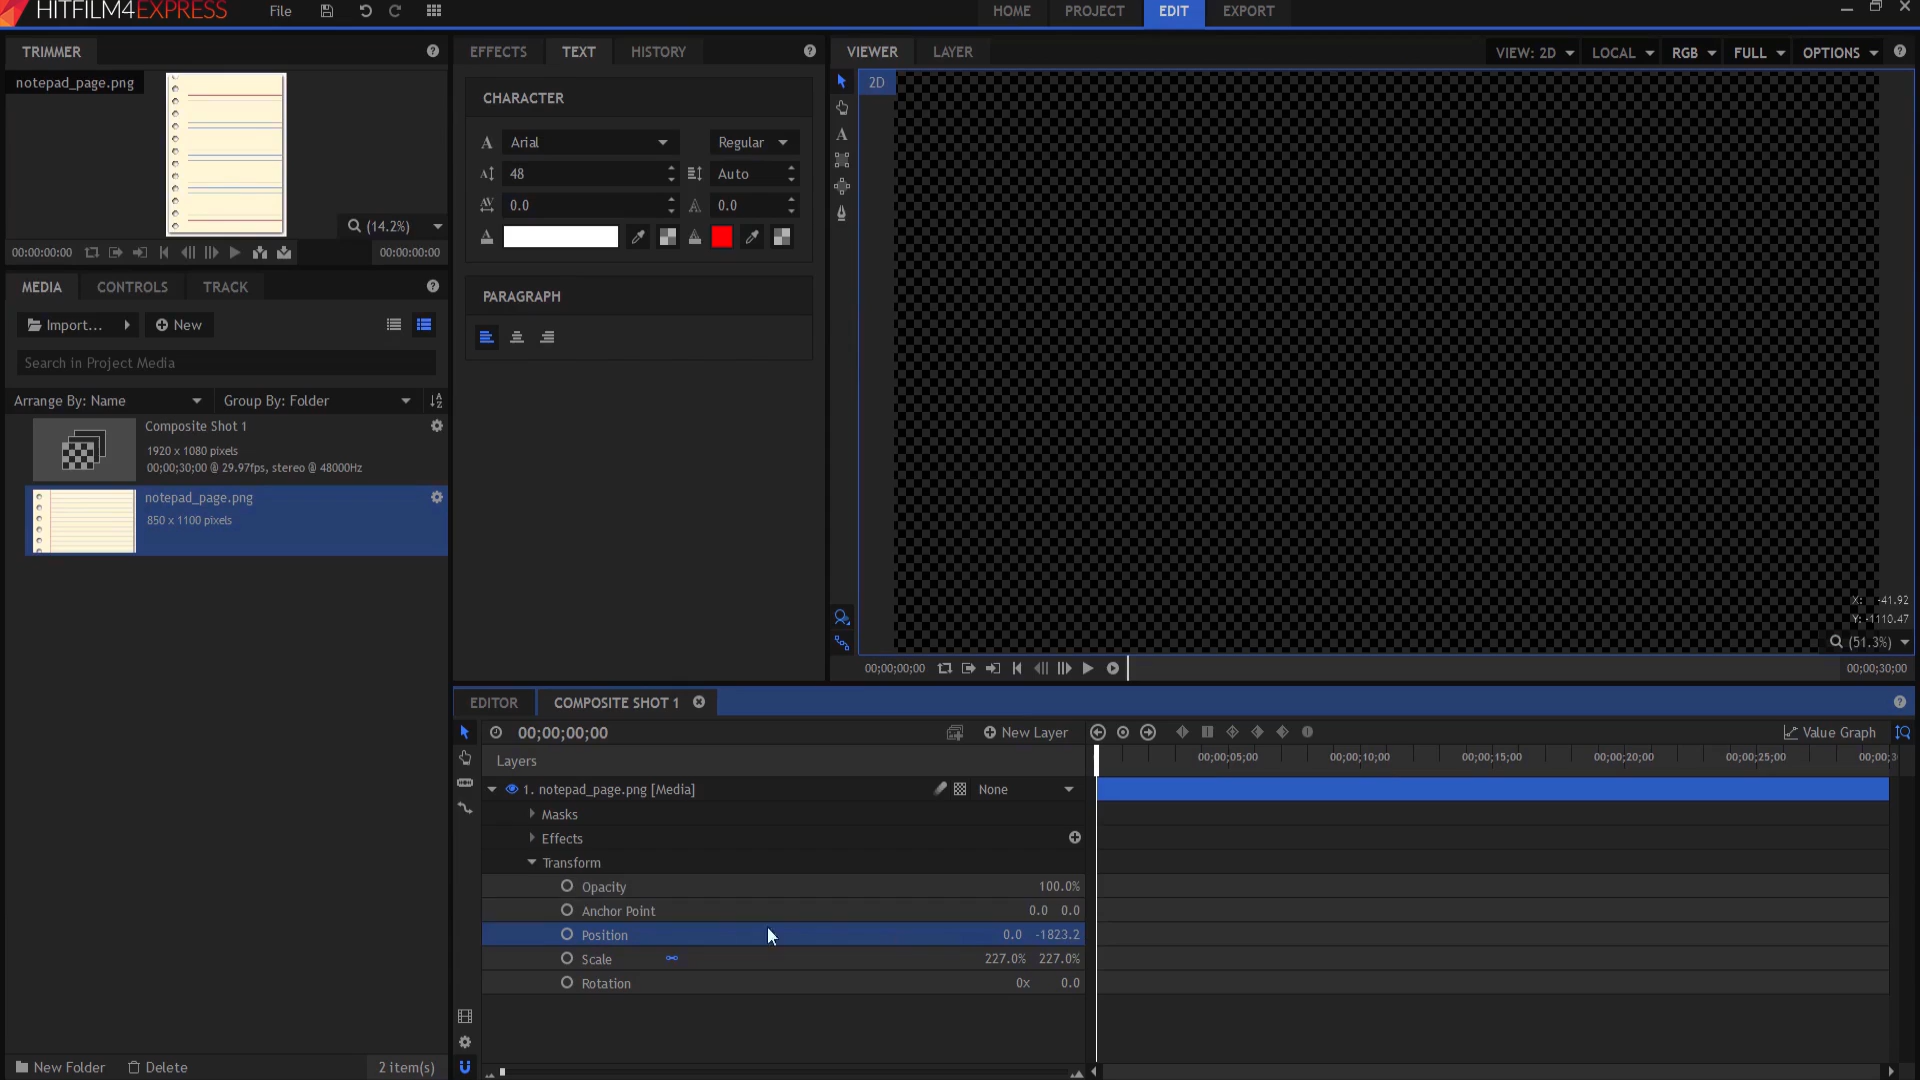 HITFILM4EXPRESS
File
HOME
PROJECT
EDIT
EXPORT
TRIMMER
notepad_page.png
(14.2%)
00:00:00:00
00:00:00:00
MEDIA
CONTROLS
TRACK
Import...
New
Search in Project Media
Arrange By: Name
Group By: Folder
Composite Shot 1
1920 x 1080 pixels
00;00;30;00 @ 29.97fps, stereo @ 48000Hz
notepad_page.png
850 x 1100 pixels
New Folder
Delete
2 item(s)
EFFECTS
TEXT
HISTORY
CHARACTER
Arial
Regular
48
Auto
0.0
0.0
PARAGRAPH
VIEWER
LAYER
VIEW: 2D
LOCAL
RGB
FULL
OPTIONS
2D
X: -41.92
Y: -1110.47
(51.3%)
00;00;00;00
00;00;30;00
EDITOR
COMPOSITE SHOT 1
00;00;00;00
New Layer
Value Graph
Layers
00;00;05;00
00;00;10;00
00;00;15;00
00;00;20;00
00;00;25;00
00;00;3
1. notepad_page.png [Media]
None
Masks
Effects
Transform
Opacity
100.0%
Anchor Point
0.0 0.0
Position
0.0 -1823.2
Scale
227.0% 227.0%
Rotation
0x 0.0